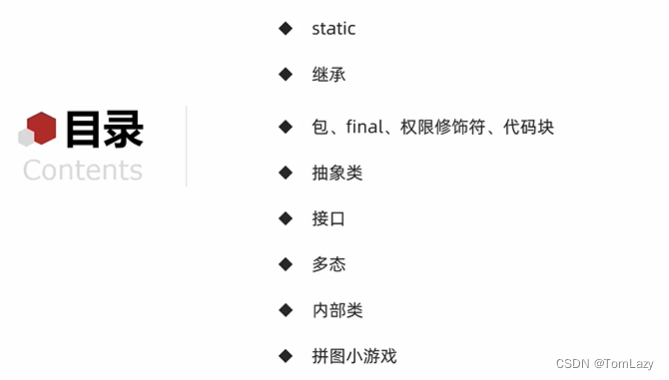 目录
Contents
static
继承
包、final、权限修饰符、代码块
抽象类
接口
多态
内部类
拼图小游戏
CSDN @TomLazy